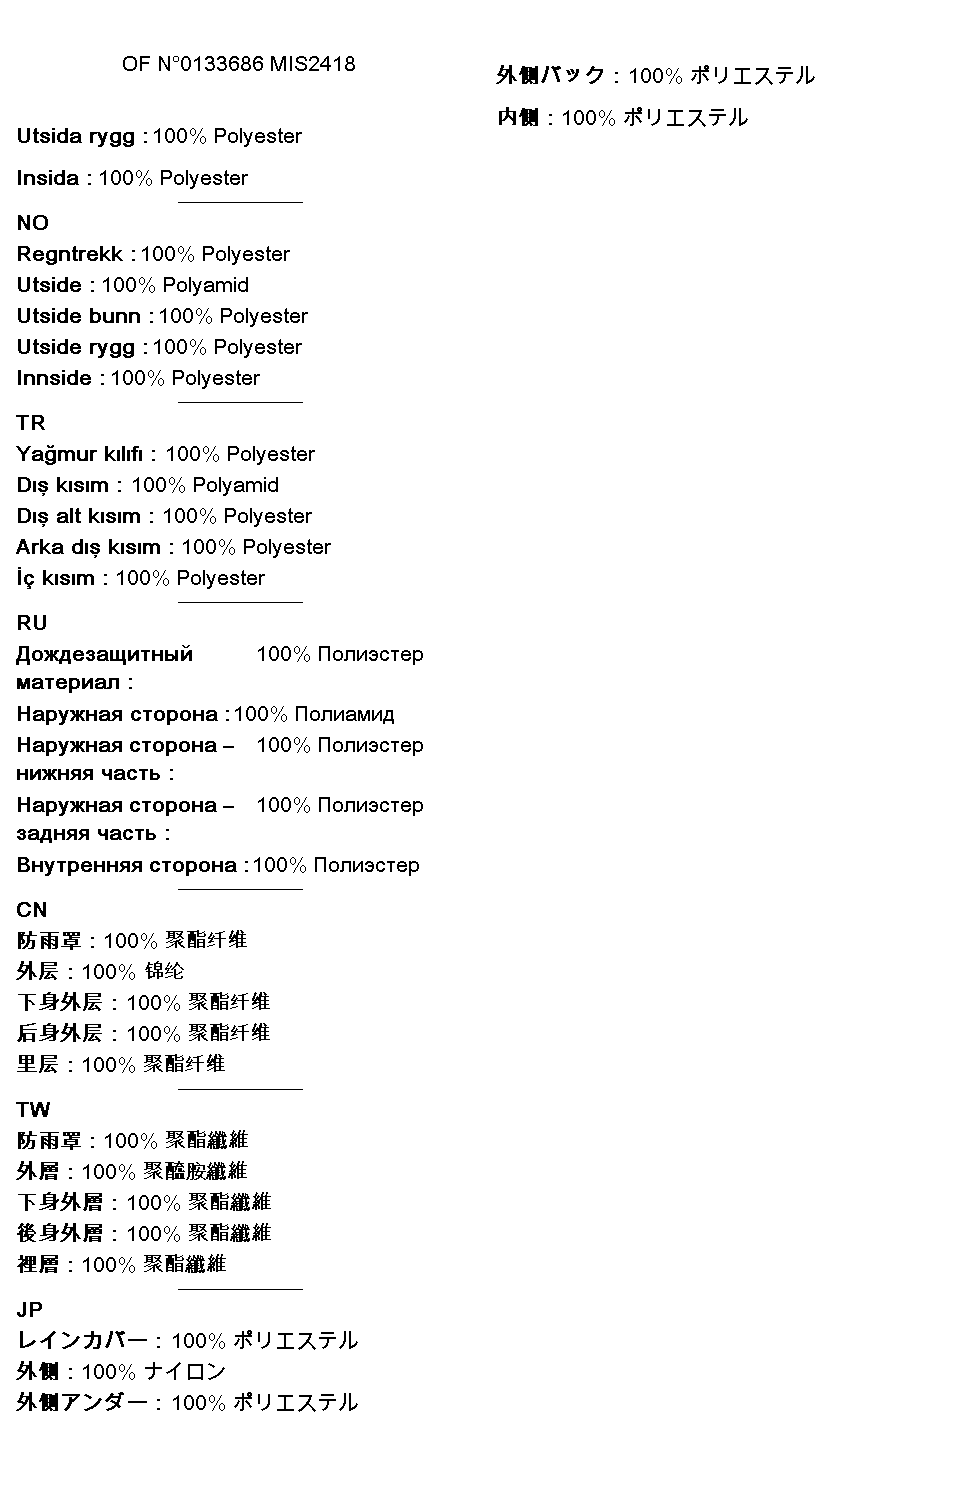 OF N°0133686 MIS2418
Utsida rygg : 100% Polyester
Insida : 100% Polyester
NO
Regntrekk : 100% Polyester
Utside : 100% Polyamid
Utside bunn : 100% Polyester
Utside rygg : 100% Polyester
Innside : 100% Polyester
TR
Yağmur kılıfı : 100% Polyester
Dış kısım : 100% Polyamid
Dış alt kısım : 100% Polyester
Arka dış kısım : 100% Polyester
İç kısım : 100% Polyester
RU
Дождезащитный 100% Полиэстер
материал :
Наружная сторона : 100% Полиамид
Наружная сторона – 100% Полиэстер
нижняя часть :
Наружная сторона – 100% Полиэстер
задняя часть :
Внутренняя сторона : 100% Полиэстер
CN
防雨罩 : 100% 聚酯纤维
外层 : 100% 锦纶
下身外层 : 100% 聚酯纤维
后身外层 : 100% 聚酯纤维
里层 : 100% 聚酯纤维
TW
防雨罩 : 100% 聚酯纖維
外層 : 100% 聚醯胺纖維
下身外層 : 100% 聚酯纖維
後身外層 : 100% 聚酯纖維
裡層 : 100% 聚酯纖維
JP
レインカバー : 100% ポリエステル
外側 : 100% ナイロン
外側アンダー : 100% ポリエステル
外側バック : 100% ポリエステル
内側 : 100% ポリエステル